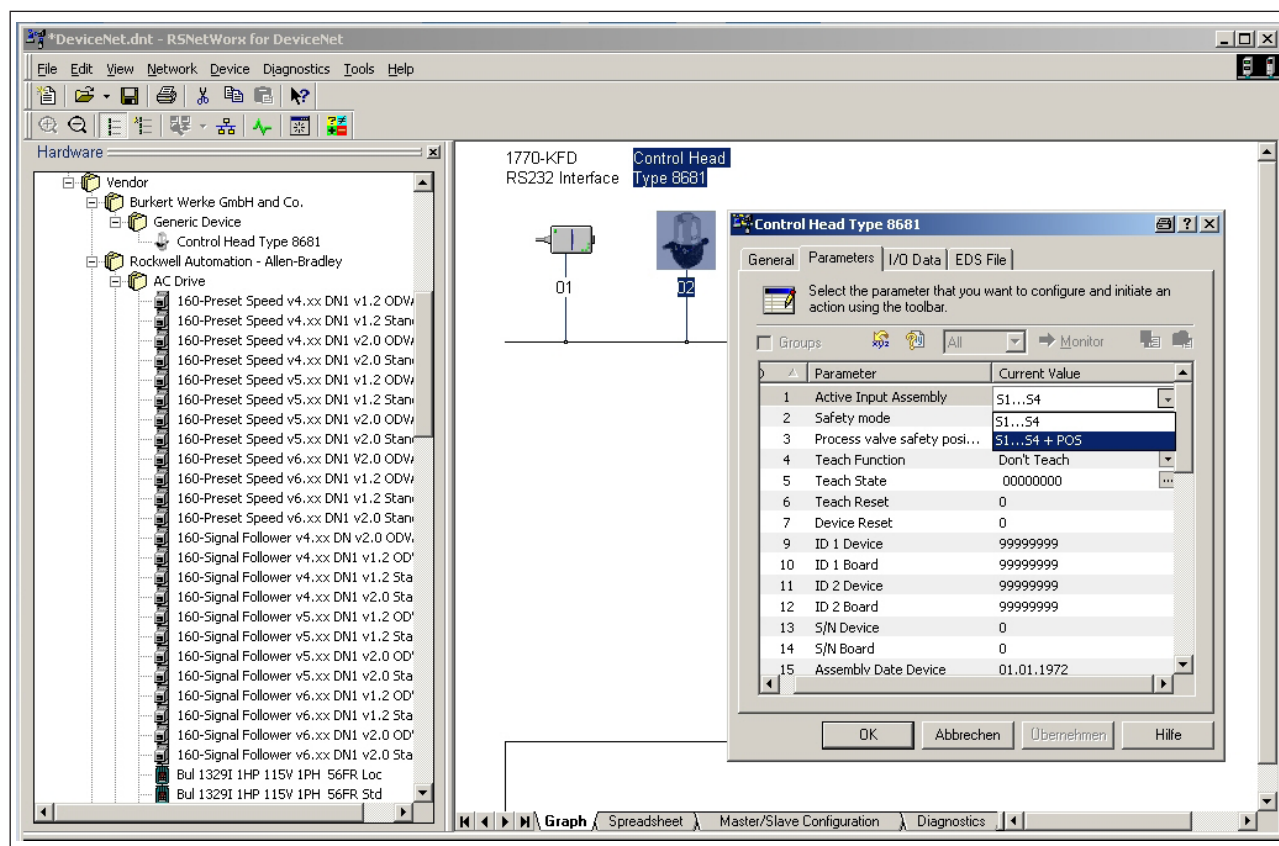 *DeviceNet.dnt - RSNetWorx for DeviceNet
File Edit View Network Device Diagnostics Tools Help
Hardware
Vendor
Burkert Werke GmbH and Co.
Generic Device
Control Head Type 8681
Rockwell Automation - Allen-Bradley
AC Drive
160-Preset Speed v4.xx DN1 v1.2 ODV
160-Preset Speed v4.xx DN1 v1.2 Stan
160-Preset Speed v4.xx DN1 v2.0 ODV
160-Preset Speed v4.xx DN1 v2.0 Stan
160-Preset Speed v5.xx DN1 v1.2 ODV
160-Preset Speed v5.xx DN1 v1.2 Stan
160-Preset Speed v5.xx DN1 v2.0 ODV
160-Preset Speed v5.xx DN1 v2.0 Stan
160-Preset Speed v6.xx DN1 V2.0 ODV
160-Preset Speed v6.xx DN1 v1.2 ODV
160-Preset Speed v6.xx DN1 v1.2 Stan
160-Preset Speed v6.xx DN1 v2.0 Stan
160-Signal Follower v4.xx DN v2.0 ODV
160-Signal Follower v4.xx DN1 v1.2 OD
160-Signal Follower v4.xx DN1 v1.2 Sta
160-Signal Follower v4.xx DN1 v2.0 Sta
160-Signal Follower v5.xx DN1 v1.2 OD
160-Signal Follower v5.xx DN1 v1.2 Sta
160-Signal Follower v5.xx DN1 v2.0 OD
160-Signal Follower v5.xx DN1 v2.0 Sta
160-Signal Follower v6.xx DN1 v1.2 OD
160-Signal Follower v6.xx DN1 v1.2 Sta
160-Signal Follower v6.xx DN1 v2.0 OD
160-Signal Follower v6.xx DN1 v2.0 Sta
Bul 1329I 1HP 115V 1PH 56FR Loc
Bul 1329I 1HP 115V 1PH 56FR Std
1770-KFD
RS232 Interface
Control Head
Type 8681
01
02
Control Head Type 8681
General Parameters I/O Data EDS File
Select the parameter that you want to configure and initiate an
action using the toolbar.
Groups All Monitor
Parameter Current Value
1 Active Input Assembly S1...S4
S1...S4
S1...S4 + POS
2 Safety mode
3 Process valve safety posi...
4 Teach Function Don't Teach
5 Teach State 00000000
6 Teach Reset 0
7 Device Reset 0
9 ID 1 Device 99999999
10 ID 1 Board 99999999
11 ID 2 Device 99999999
12 ID 2 Board 99999999
13 S/N Device 0
14 S/N Board 0
15 Assembly Date Device 01.01.1972
OK Abbrechen Übernehmen Hilfe
Graph Spreadsheet Master/Slave Configuration Diagnostics